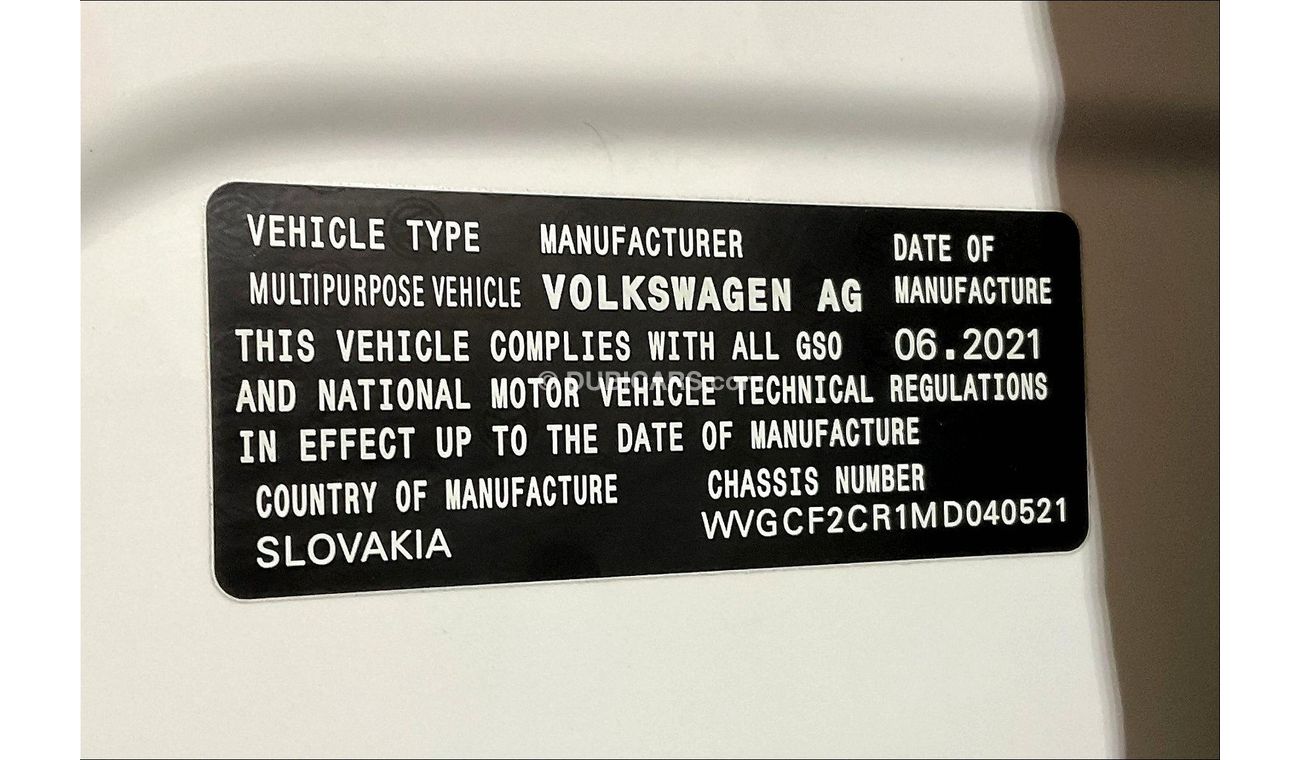 VEHICLE TYPE MANUFACTURER DATE OF
MULTIPURPOSE VEHICLE VOLKSWAGEN AG MANUFACTURE
THIS VEHICLE COMPLIES WITH ALL GSO 06.2021
© DUBICARS.com
AND NATIONAL MOTOR VEHICLE TECHNICAL REGULATIONS
IN EFFECT UP TO THE DATE OF MANUFACTURE
COUNTRY OF MANUFACTURE CHASSIS NUMBER
SLOVAKIA WVGCF2CR1MD040521